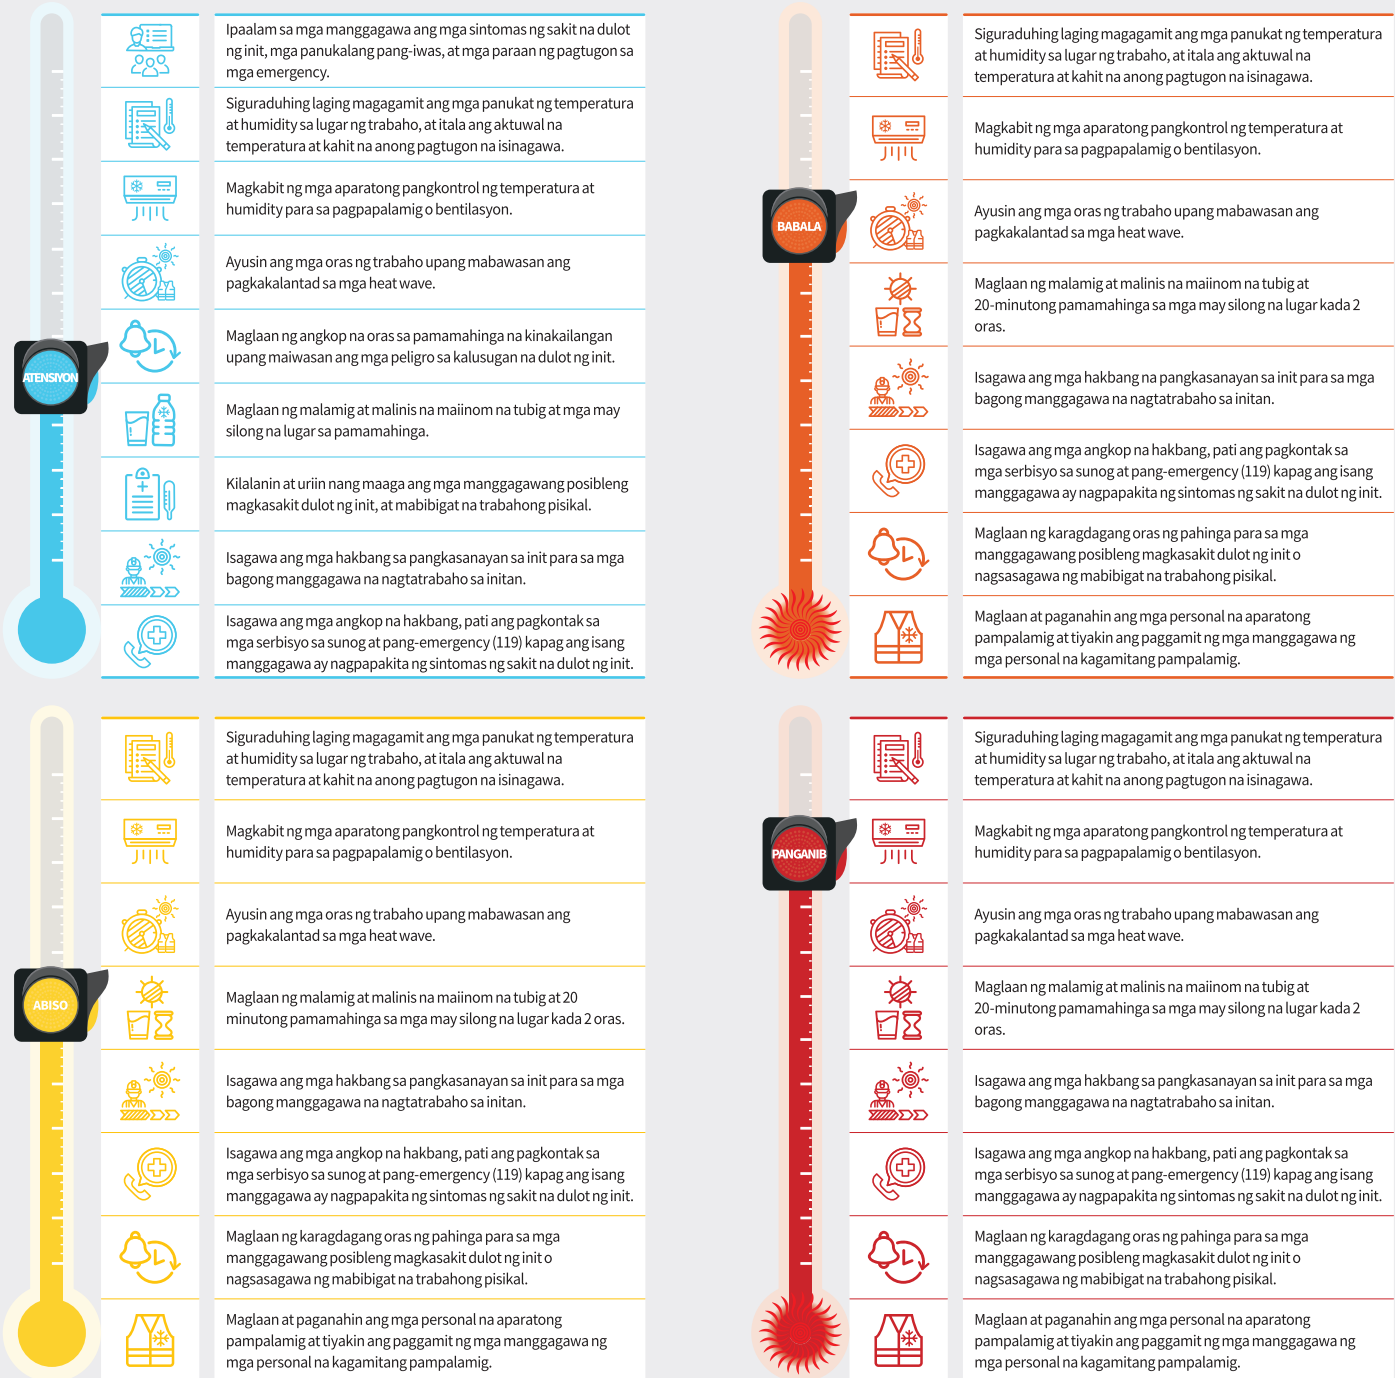 ATENSIYON
Ipaalam sa mga manggagawa ang mga sintomas ng sakit na dulot
ng init, mga panukalang pang-iwas, at mga paraan ng pagtugon sa
mga emergency.
Siguraduhing laging magagamit ang mga panukat ng temperatura
at humidity sa lugar ng trabaho, at itala ang aktuwal na
temperatura at kahit na anong pagtugon na isinagawa.
Magkabit ng mga aparatong pangkontrol ng temperatura at
humidity para sa pagpapalamig o bentilasyon.
Ayusin ang mga oras ng trabaho upang mabawasan ang
pagkakalantad sa mga heat wave.
Maglaan ng angkop na oras sa pamamahinga na kinakailangan
upang maiwasan ang mga peligro sa kalusugan na dulot ng init.
Maglaan ng malamig at malinis na maiinom na tubig at mga may
silong na lugar sa pamamahinga.
Kilalanin at uriin nang maaga ang mga manggagawang posibleng
magkasakit dulot ng init, at mabibigat na trabahong pisikal.
Isagawa ang mga hakbang sa pangkasanayan sa init para sa mga
bagong manggagawa na nagtatrabaho sa initan.
Isagawa ang mga angkop na hakbang, pati ang pagkontak sa
mga serbisyo sa sunog at pang-emergency (119) kapag ang isang
manggagawa ay nagpapakita ng sintomas ng sakit na dulot ng init.
BABALA
Siguraduhing laging magagamit ang mga panukat ng temperatura
at humidity sa lugar ng trabaho, at itala ang aktuwal na
temperatura at kahit na anong pagtugon na isinagawa.
Magkabit ng mga aparatong pangkontrol ng temperatura at
humidity para sa pagpapalamig o bentilasyon.
Ayusin ang mga oras ng trabaho upang mabawasan ang
pagkakalantad sa mga heat wave.
Maglaan ng malamig at malinis na maiinom na tubig at
20-minutong pamamahinga sa mga may silong na lugar kada 2
oras.
Isagawa ang mga hakbang na pangkasanayan sa init para sa mga
bagong manggagawa na nagtatrabaho sa initan.
Isagawa ang mga angkop na hakbang, pati ang pagkontak sa
mga serbisyo sa sunog at pang-emergency (119) kapag ang isang
manggagawa ay nagpapakita ng sintomas ng sakit na dulot ng init.
Maglaan ng karagdagang oras ng pahinga para sa mga
manggagawang posibleng magkasakit dulot ng init o
nagsasagawa ng mabibigat na trabahong pisikal.
Maglaan at paganahin ang mga personal na aparatong
pampalamig at tiyakin ang paggamit ng mga manggagawa ng
mga personal na kagamitang pampalamig.
ABISO
Siguraduhing laging magagamit ang mga panukat ng temperatura
at humidity sa lugar ng trabaho, at itala ang aktuwal na
temperatura at kahit na anong pagtugon na isinagawa.
Magkabit ng mga aparatong pangkontrol ng temperatura at
humidity para sa pagpapalamig o bentilasyon.
Ayusin ang mga oras ng trabaho upang mabawasan ang
pagkakalantad sa mga heat wave.
Maglaan ng malamig at malinis na maiinom na tubig at 20
minutong pamamahinga sa mga may silong na lugar kada 2 oras.
Isagawa ang mga hakbang sa pangkasanayan sa init para sa mga
bagong manggagawa na nagtatrabaho sa initan.
Isagawa ang mga angkop na hakbang, pati ang pagkontak sa
mga serbisyo sa sunog at pang-emergency (119) kapag ang isang
manggagawa ay nagpapakita ng sintomas ng sakit na dulot ng init.
Maglaan ng karagdagang oras ng pahinga para sa mga
manggagawang posibleng magkasakit dulot ng init o
nagsasagawa ng mabibigat na trabahong pisikal.
Maglaan at paganahin ang mga personal na aparatong
pampalamig at tiyakin ang paggamit ng mga manggagawa ng
mga personal na kagamitang pampalamig.
PANGANIB
Siguraduhing laging magagamit ang mga panukat ng temperatura
at humidity sa lugar ng trabaho, at itala ang aktuwal na
temperatura at kahit na anong pagtugon na isinagawa.
Magkabit ng mga aparatong pangkontrol ng temperatura at
humidity para sa pagpapalamig o bentilasyon.
Ayusin ang mga oras ng trabaho upang mabawasan ang
pagkakalantad sa mga heat wave.
Maglaan ng malamig at malinis na maiinom na tubig at
20-minutong pamamahinga sa mga may silong na lugar kada 2
oras.
Isagawa ang mga hakbang sa pangkasanayan sa init para sa mga
bagong manggagawa na nagtatrabaho sa initan.
Isagawa ang mga angkop na hakbang, pati ang pagkontak sa
mga serbisyo sa sunog at pang-emergency (119) kapag ang isang
manggagawa ay nagpapakita ng sintomas ng sakit na dulot ng init.
Maglaan ng karagdagang oras ng pahinga para sa mga
manggagawang posibleng magkasakit dulot ng init o
nagsasagawa ng mabibigat na trabahong pisikal.
Maglaan at paganahin ang mga personal na aparatong
pampalamig at tiyakin ang paggamit ng mga manggagawa ng
mga personal na kagamitang pampalamig.